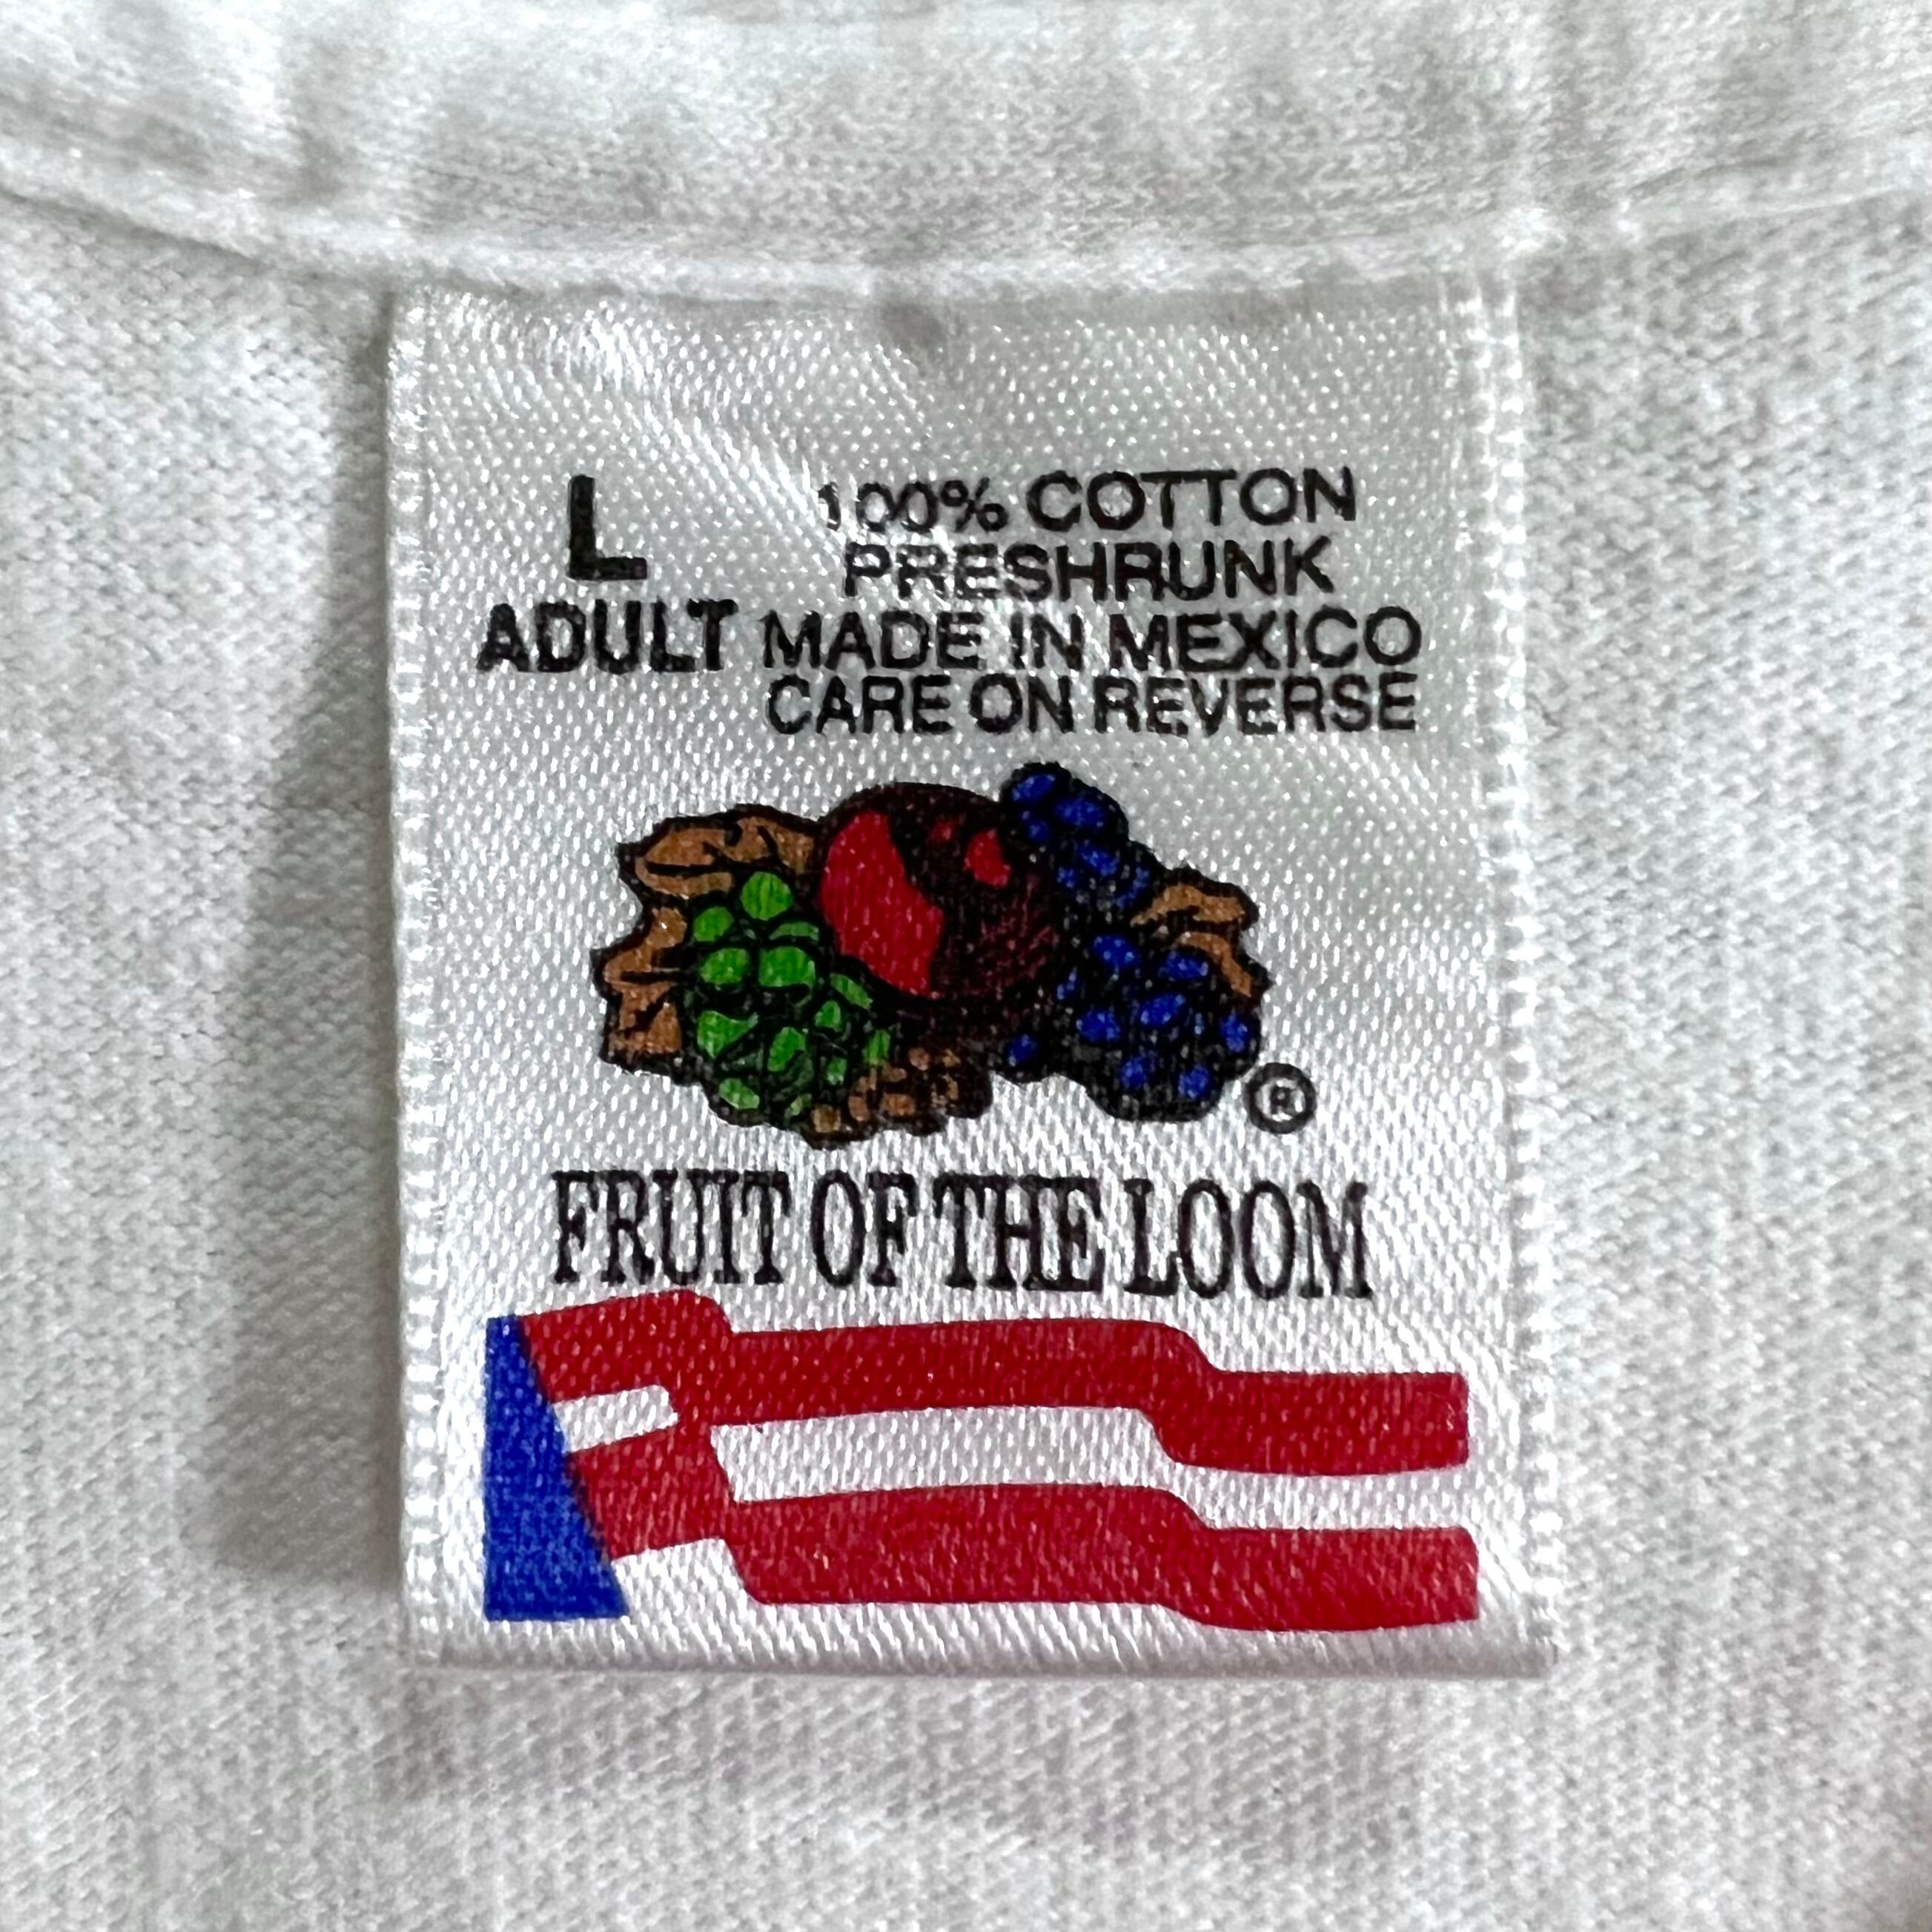 L
ADULT
100% COTTON
PRESHRUNK
MADE IN MEXICO
CARE ON REVERSE
®
FRUIT OF THE LOOM